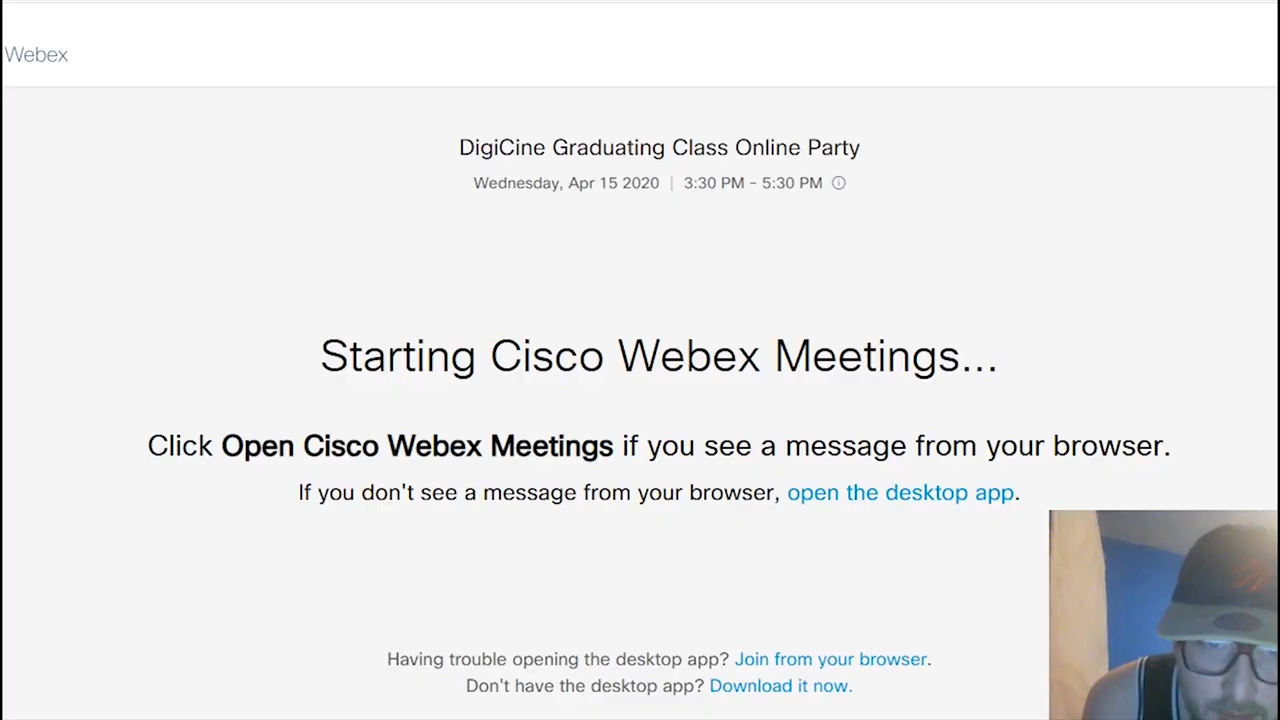 Webex
DigiCine Graduating Class Online Party
Wednesday, Apr 15 2020 | 3:30 PM - 5:30 PM
Starting Cisco Webex Meetings...
Click Open Cisco Webex Meetings if you see a message from your browser.
If you don't see a message from your browser, open the desktop app.
Having trouble opening the desktop app? Join from your browser.
Don't have the desktop app? Download it now.